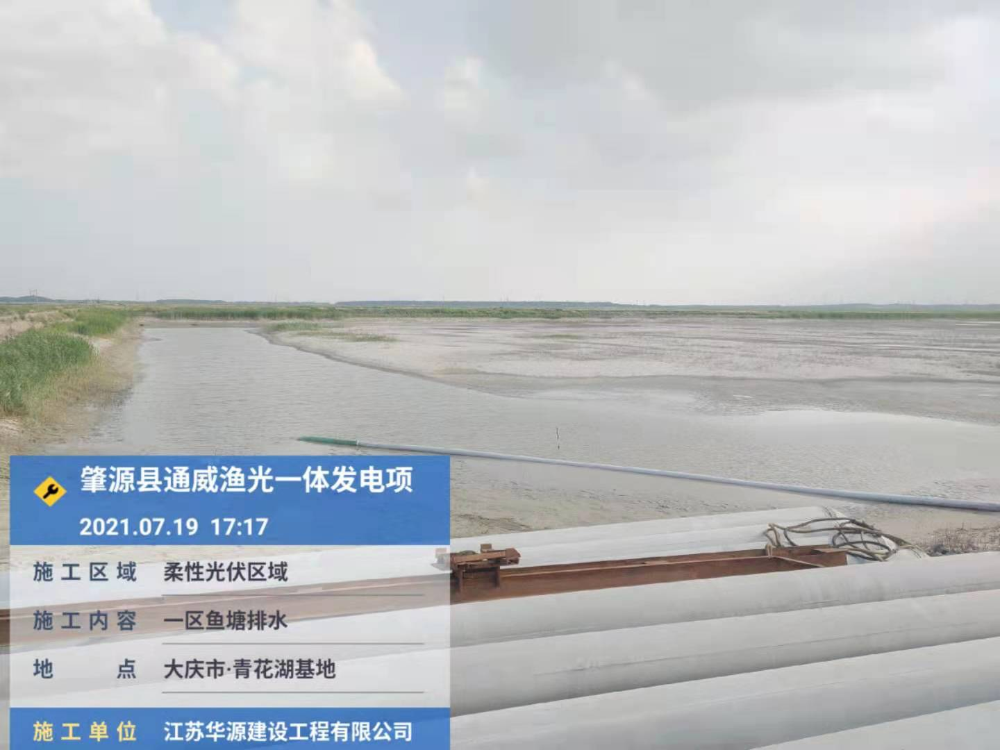 肇源县通威渔光一体发电项
2021.07.19 17:17
施工区域 柔性光伏区域
施工内容 一区鱼塘排水
地点 大庆市·青花湖基地
施工单位 江苏华源建设工程有限公司